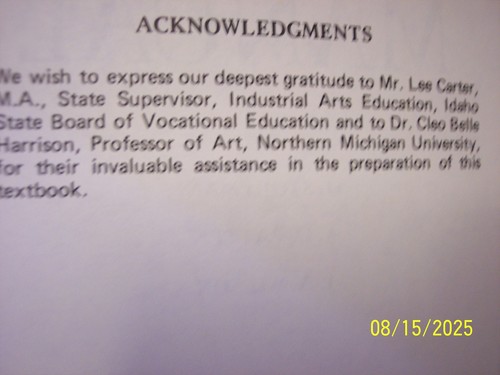 ACKNOWLEDGMENTS
We wish to express our deepest gratitude to Mr. Lee Carter,
M.A., State Supervisor, Industrial Arts Education, Idaho
State Board of Vocational Education and to Dr. Cleo Belle
Harrison, Professor of Art, Northern Michigan University,
for their invaluable assistance in the preparation of this
textbook.
08/15/2025